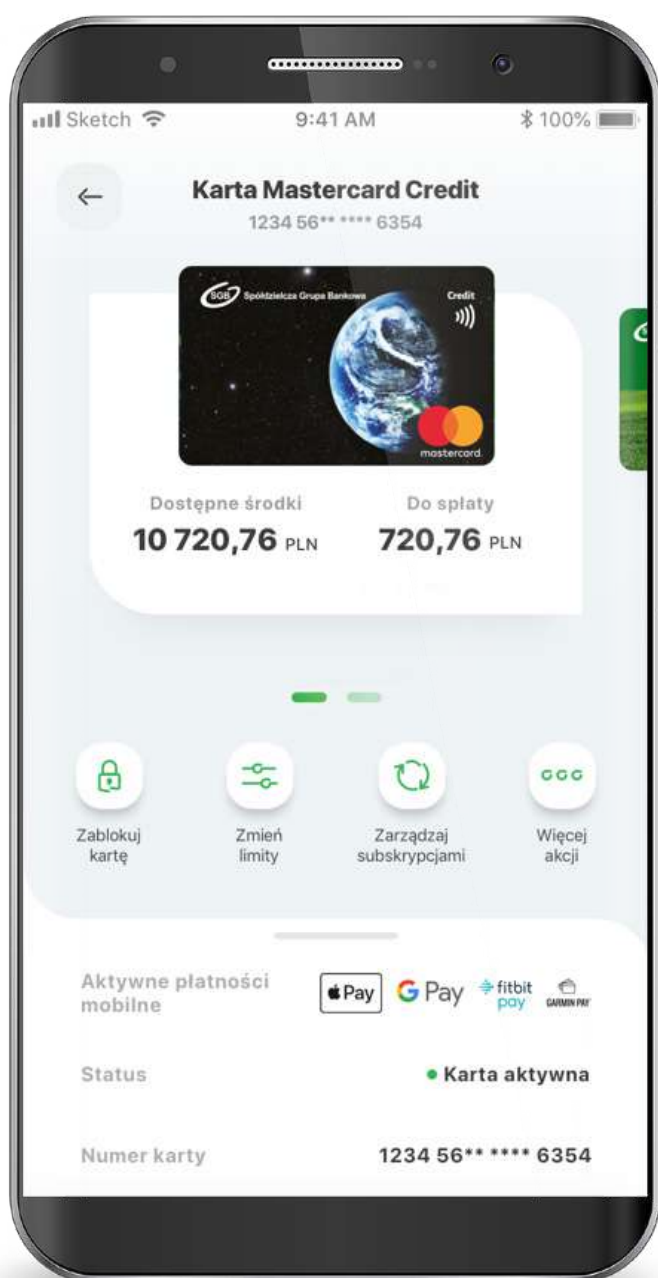 Sketch 9:41 AM 100%
Karta Mastercard Credit
1234 56** **** 6354
SGB Spółdzielcza Grupa Bankowa Credit
mastercard.
Dostępne środki Do spłaty
10 720,76 PLN 720,76 PLN
Zablokuj
kartę
Zmień
limity
Zarządzaj
subskrypcjami
Więcej
akcji
Aktywne płatności
mobilne
Pay G Pay fitbit
pay GARMIN PAY
Status Karta aktywna
Numer karty 1234 56** **** 6354